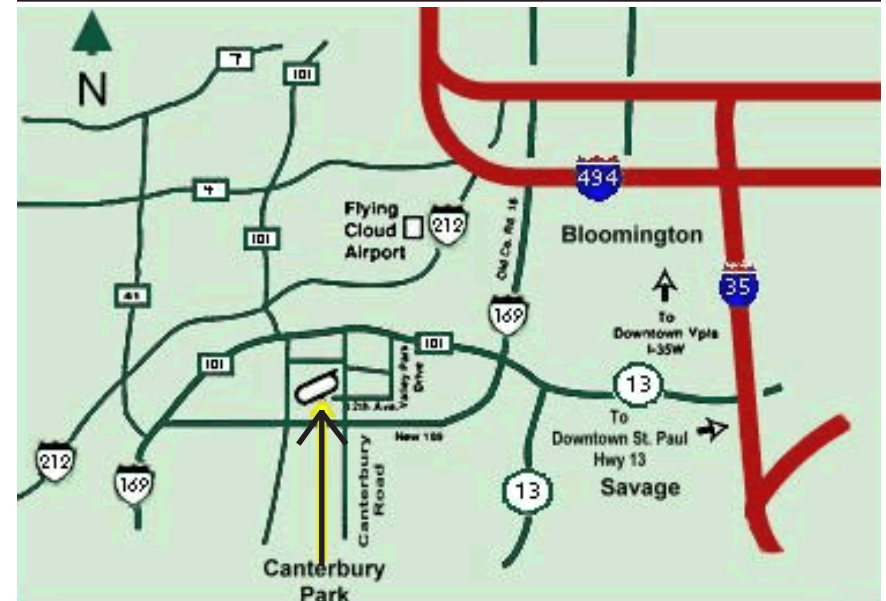 N
7
101
4
Flying
Cloud
Airport
212
494
Old Co. Rd. 18
Bloomington
101
41
35
169
To
Downtown Mpls
I-35W
101
101
Valley Park
Drive
13
12th Ave.
To
Downtown St. Paul
Hwy 13
New 169
212
169
Canterbury
Road
13
Savage
Canterbury
Park